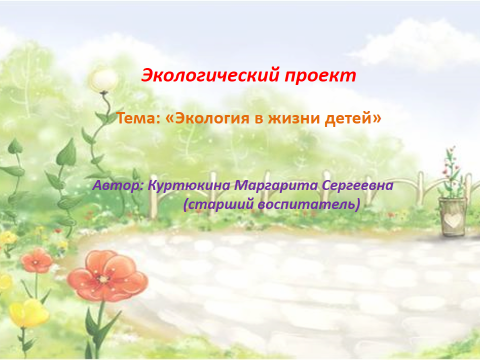 Экологический проект
Тема: «Экология в жизни детей»
Автор: Куртюкина Маргарита Сергеевна
(старший воспитатель)